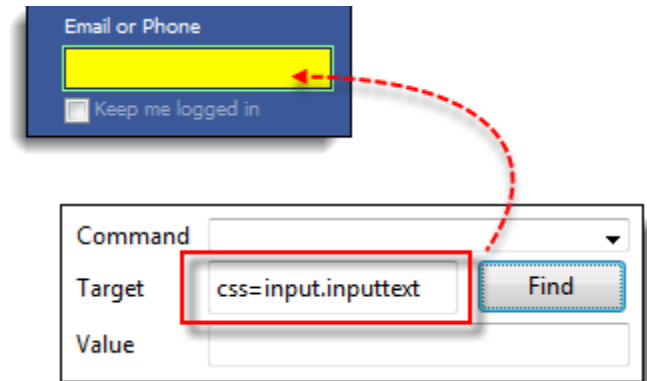 Email or Phone
Keep me logged in
Command
Target css=input.inputtext Find
Value